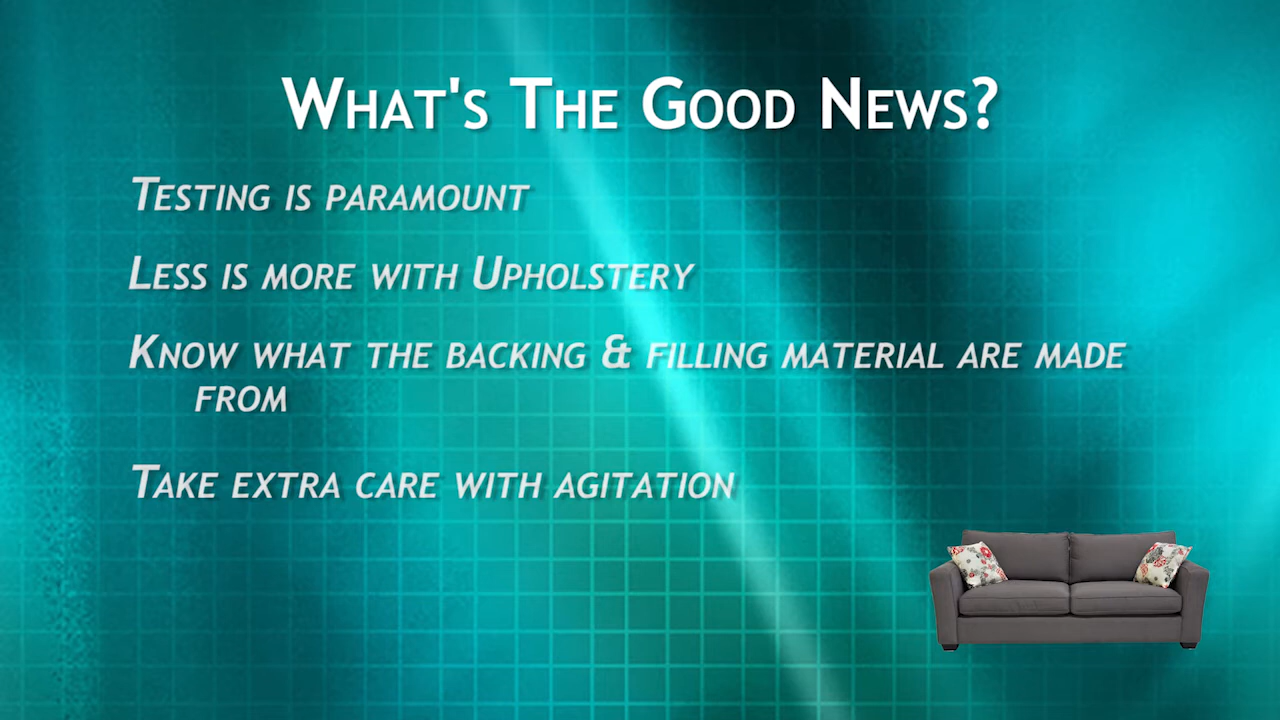 What's The Good News?
Testing is paramount
Less is more with Upholstery
Know what the backing & filling material are made
from
Take extra care with agitation